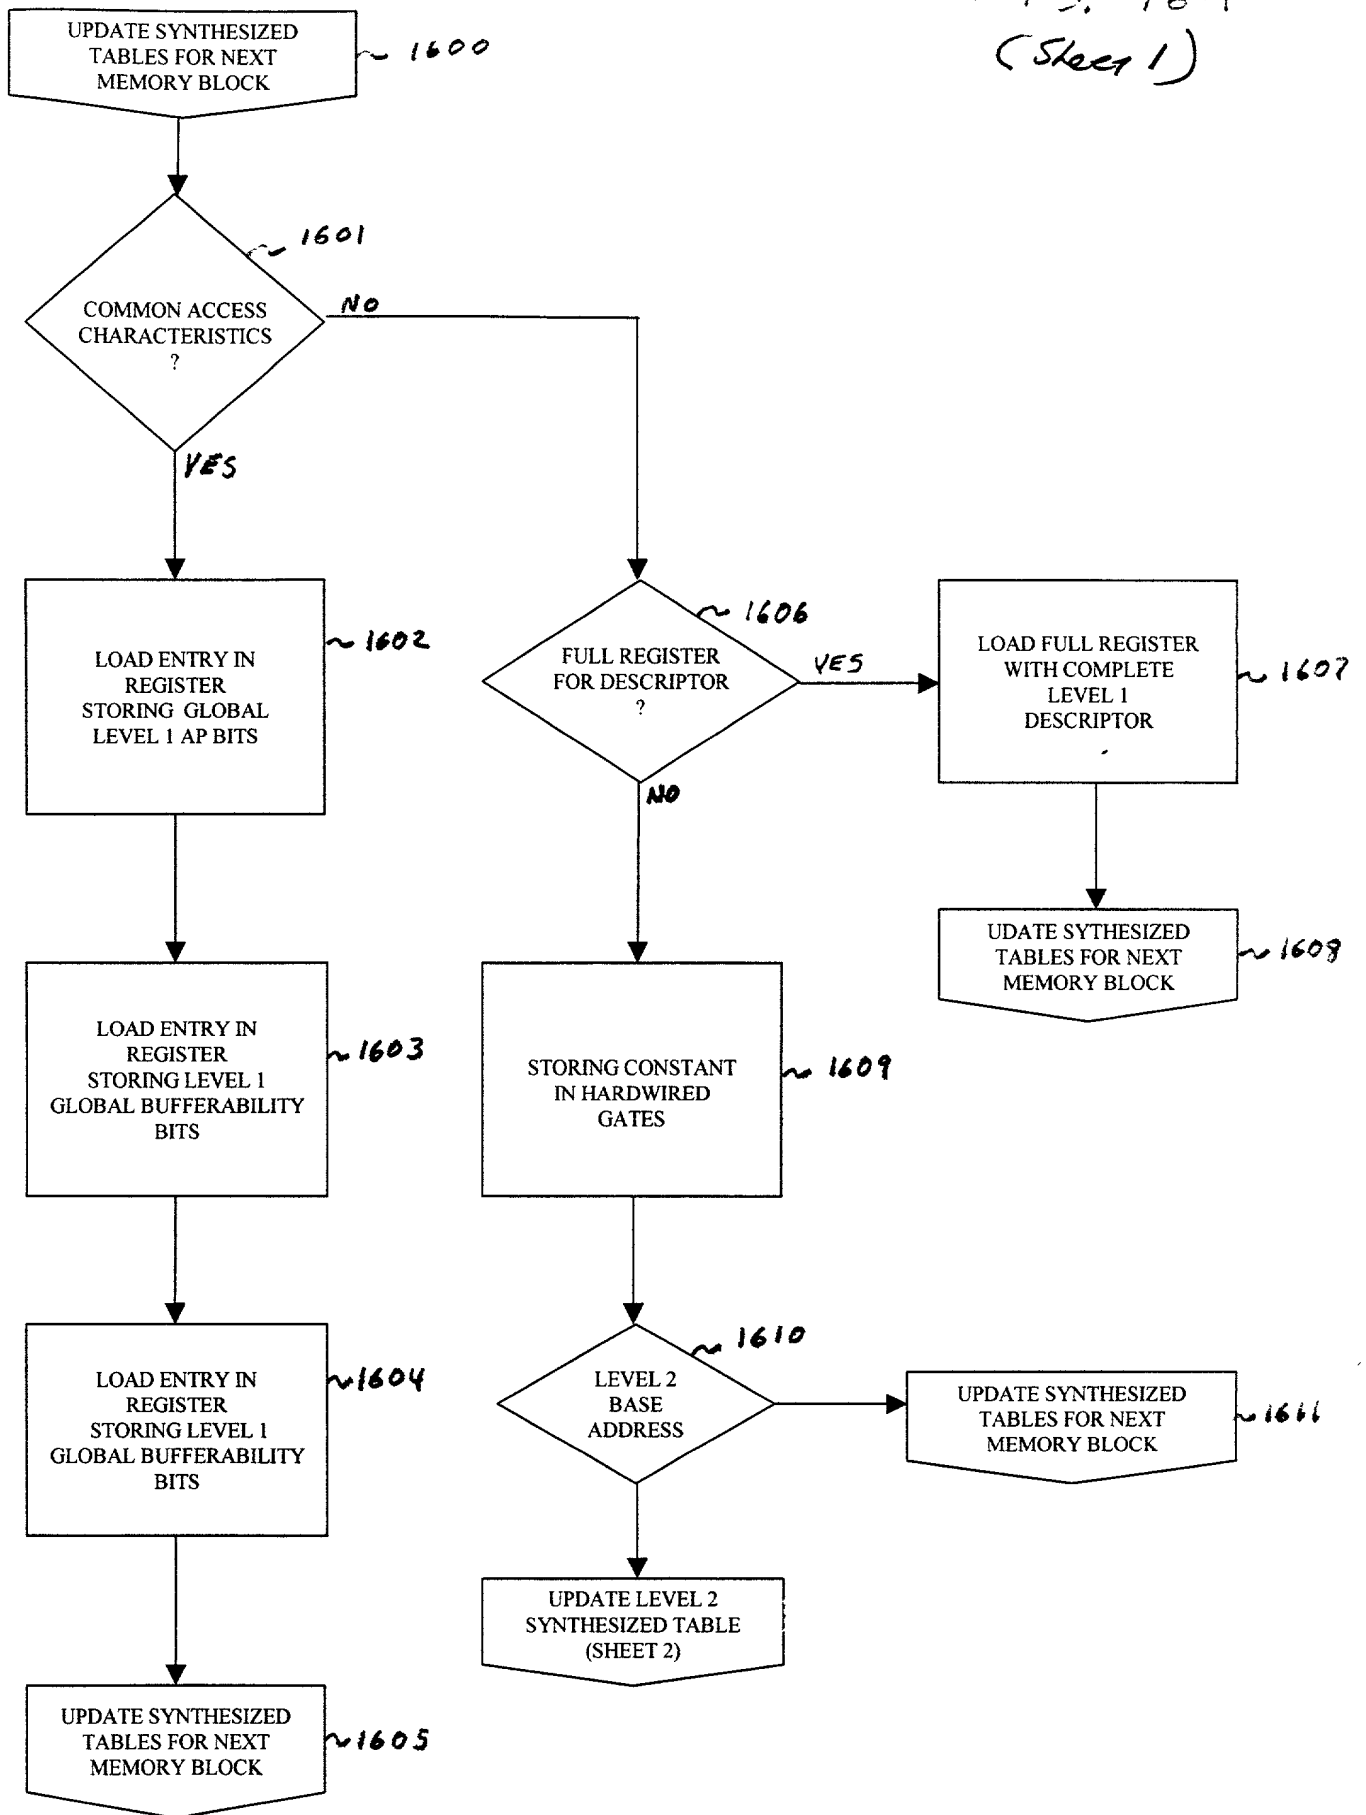 (Sheet 1)
UPDATE SYNTHESIZED
TABLES FOR NEXT
MEMORY BLOCK
1600
1601
COMMON ACCESS
CHARACTERISTICS
?
NO
YES
LOAD ENTRY IN
REGISTER
STORING GLOBAL
LEVEL 1 AP BITS
1602
1606
FULL REGISTER
FOR DESCRIPTOR
?
YES
NO
LOAD FULL REGISTER
WITH COMPLETE
LEVEL 1
DESCRIPTOR
1607
UDATE SYTHESIZED
TABLES FOR NEXT
MEMORY BLOCK
1608
LOAD ENTRY IN
REGISTER
STORING LEVEL 1
GLOBAL BUFFERABILITY
BITS
1603
STORING CONSTANT
IN HARDWIRED
GATES
1609
LOAD ENTRY IN
REGISTER
STORING LEVEL 1
GLOBAL BUFFERABILITY
BITS
1604
1610
LEVEL 2
BASE
ADDRESS
UPDATE SYNTHESIZED
TABLES FOR NEXT
MEMORY BLOCK
1611
UPDATE LEVEL 2
SYNTHESIZED TABLE
(SHEET 2)
UPDATE SYNTHESIZED
TABLES FOR NEXT
MEMORY BLOCK
1605